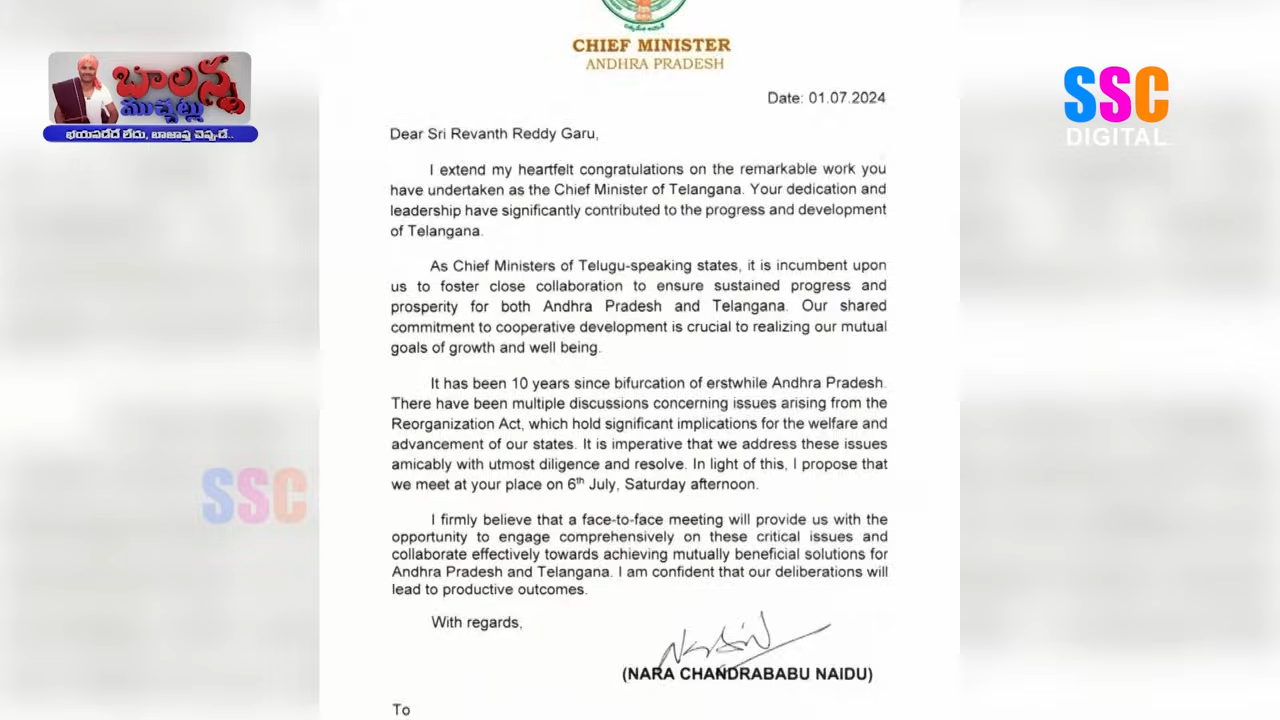 CHIEF MINISTER
ANDHRA PRADESH
బాలన్న
ముచ్చట్లు
భయపడేదే లేదు, బాజాప్త చెప్పుడే..
SSC
DIGITAL
Date: 01.07.2024
Dear Sri Revanth Reddy Garu,
I extend my heartfelt congratulations on the remarkable work you
have undertaken as the Chief Minister of Telangana. Your dedication and
leadership have significantly contributed to the progress and development
of Telangana.
As Chief Ministers of Telugu-speaking states, it is incumbent upon
us to foster close collaboration to ensure sustained progress and
prosperity for both Andhra Pradesh and Telangana. Our shared
commitment to cooperative development is crucial to realizing our mutual
goals of growth and well being.
It has been 10 years since bifurcation of erstwhile Andhra Pradesh.
There have been multiple discussions concerning issues arising from the
Reorganization Act, which hold significant implications for the welfare and
advancement of our states. It is imperative that we address these issues
amicably with utmost diligence and resolve. In light of this, I propose that
we meet at your place on 6th July, Saturday afternoon.
SSC
I firmly believe that a face-to-face meeting will provide us with the
opportunity to engage comprehensively on these critical issues and
collaborate effectively towards achieving mutually beneficial solutions for
Andhra Pradesh and Telangana. I am confident that our deliberations will
lead to productive outcomes.
With regards,
(NARA CHANDRABABU NAIDU)
To